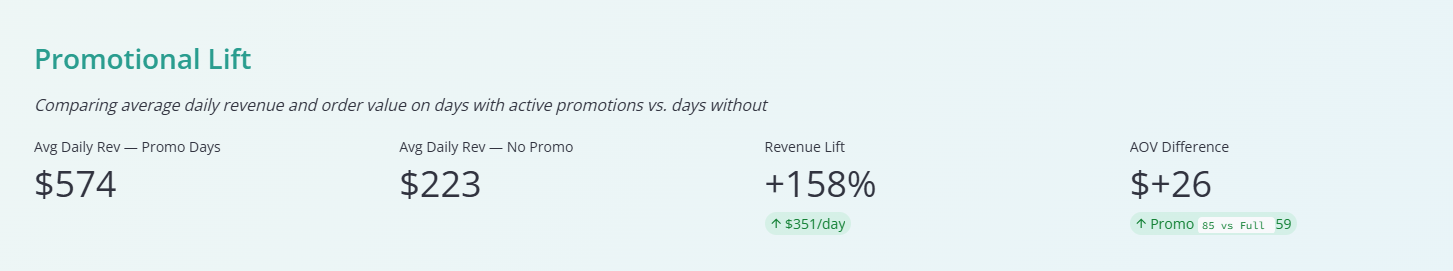 Promotional Lift
Comparing average daily revenue and order value on days with active promotions vs. days without
Avg Daily Rev — Promo Days
$574
Avg Daily Rev — No Promo
$223
Revenue Lift
+158%
↑ $351/day
AOV Difference
$+26
↑ Promo 85 vs Full 59